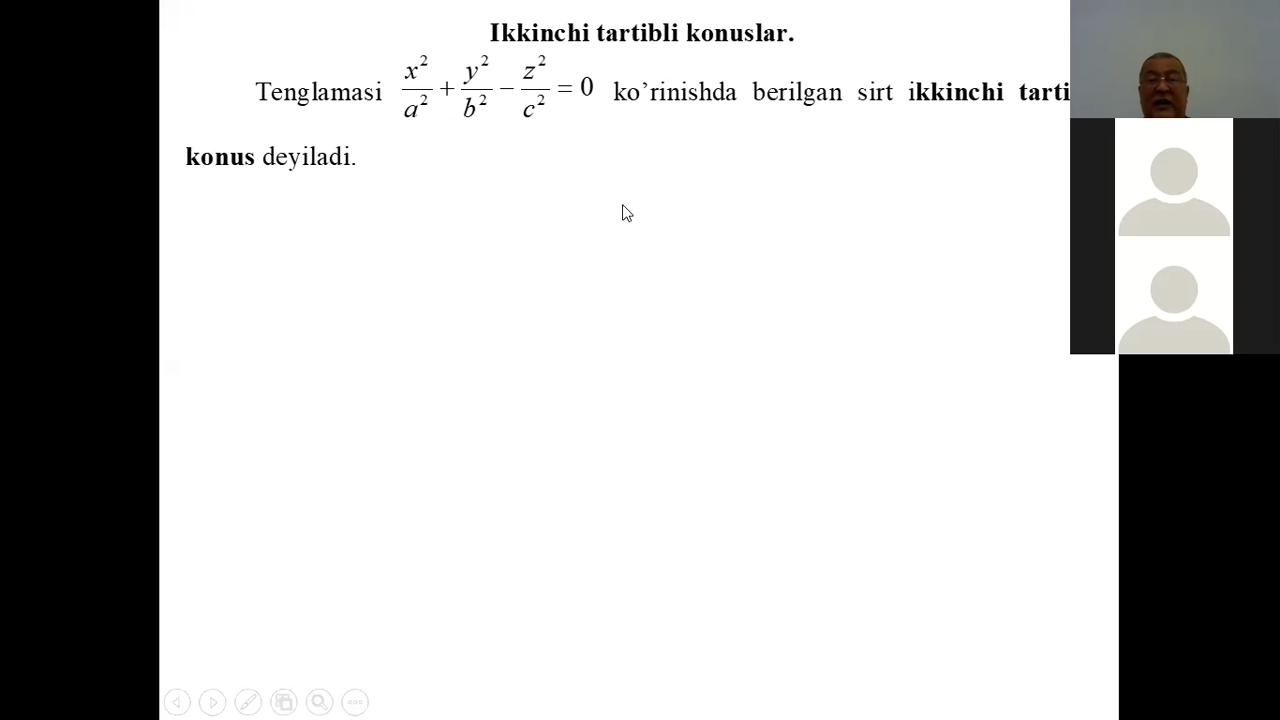 Ikkinchi tartibli konuslar.
Tenglamasi x²/a² + y²/b² − z²/c² = 0 ko’rinishda berilgan sirt ikkinchi tarti
konus deyiladi.